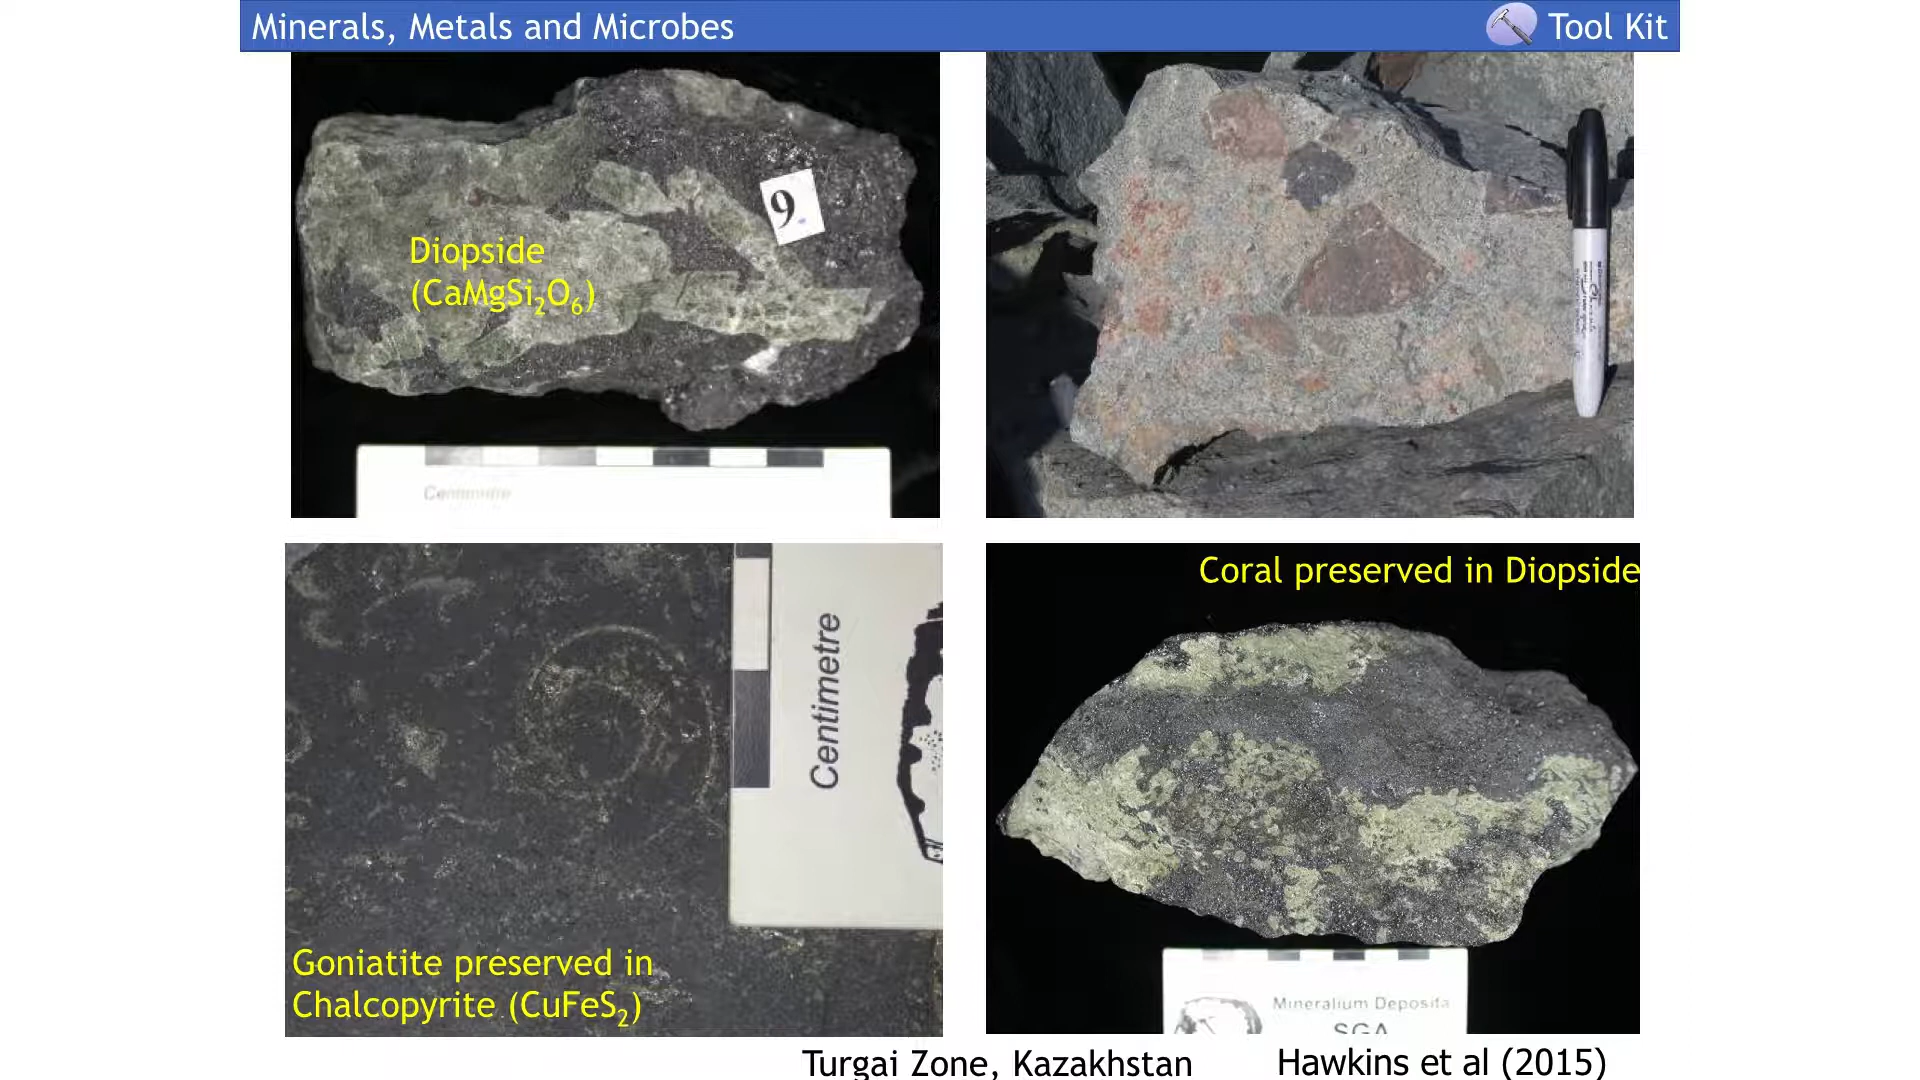 Minerals, Metals and Microbes
Tool Kit
9.
Diopside
(CaMgSi₂O₆)
Centimetre
Centimetre
Goniatite preserved in
Chalcopyrite (CuFeS₂)
Coral preserved in Diopside
Mineralium Deposita
SGA
Turgai Zone, Kazakhstan
Hawkins et al (2015)